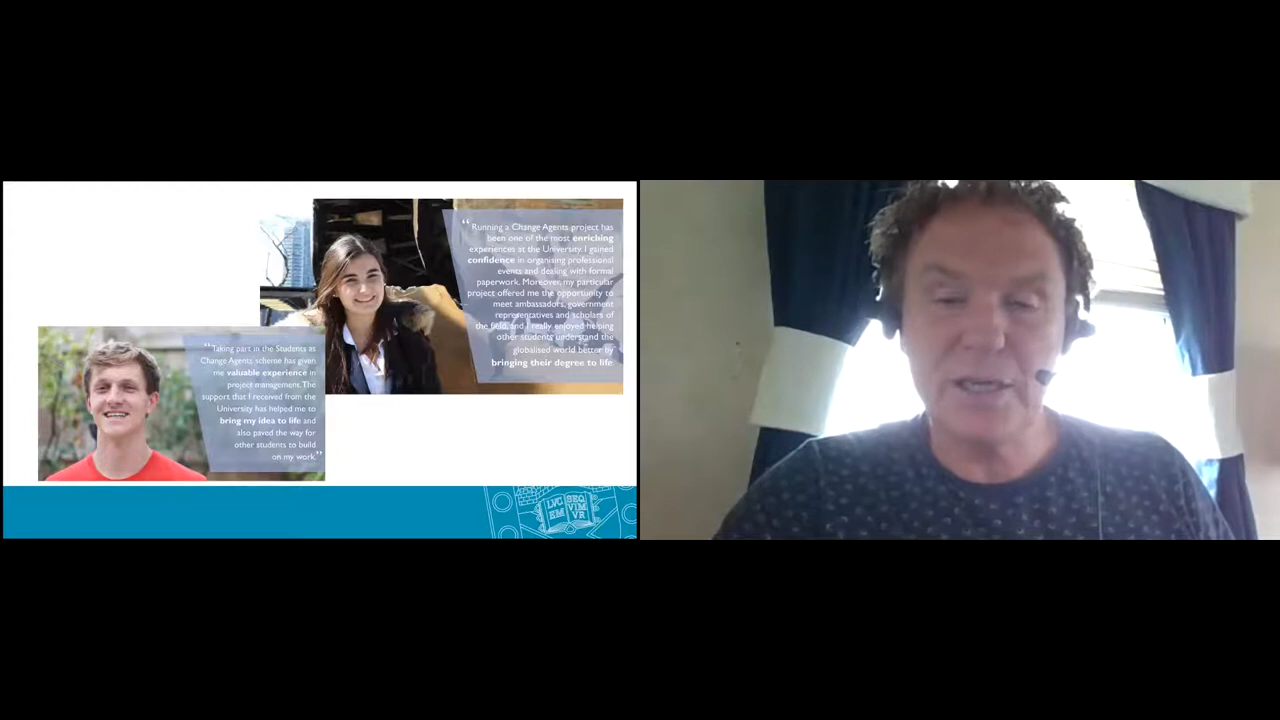 “Running a Change Agents project has
been one of the most enriching
experiences at the University. I gained
confidence in organising professional
events and dealing with formal
paperwork. Moreover, my particular
project offered me the opportunity to
meet ambassadors, government
representatives and scholars of
the field, and I really enjoyed helping
other students understand the
globalised world better by
bringing their degree to life
“Taking part in the Students as
Change Agents scheme has given
me valuable experience in
project management. The
support that I received from the
University has helped me to
bring my idea to life and
also paved the way for
other students to build
on my work.”
LVC SEQ
EM VIM
VR